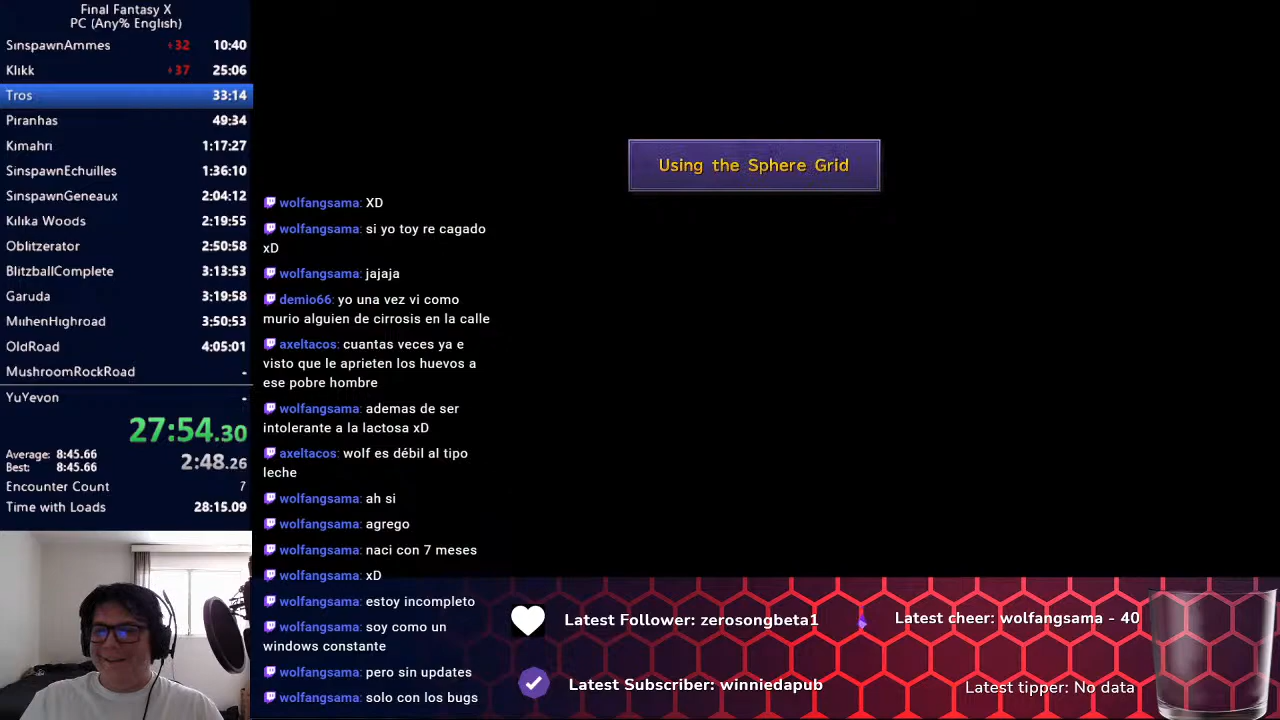 Final Fantasy X
PC (Any% English)
SinspawnAmmes +32 10:40
Klikk +37 25:06
Tros 33:14
Piranhas 49:34
Kimahri 1:17:27
SinspawnEchuilles 1:36:10
SinspawnGeneaux 2:04:12
Kilika Woods 2:19:55
Oblitzerator 2:50:58
BlitzballComplete 3:13:53
Garuda 3:19:58
MiihenHighroad 3:50:53
OldRoad 4:05:01
MushroomRockRoad -
YuYevon -
27:54.30
Average: 8:45.66
Best: 8:45.66
2:48.26
Encounter Count 7
Time with Loads 28:15.09
Using the Sphere Grid
wolfangsama: XD
wolfangsama: si yo toy re cagado
xD
wolfangsama: jajaja
demio66: yo una vez vi como
murio alguien de cirrosis en la calle
axeltacos: cuantas veces ya e
visto que le aprieten los huevos a
ese pobre hombre
wolfangsama: ademas de ser
intolerante a la lactosa xD
axeltacos: wolf es débil al tipo
leche
wolfangsama: ah si
wolfangsama: agrego
wolfangsama: naci con 7 meses
wolfangsama: xD
wolfangsama: estoy incompleto
wolfangsama: soy como un
windows constante
wolfangsama: pero sin updates
wolfangsama: solo con los bugs
Latest Follower: zerosongbeta1
Latest cheer: wolfangsama - 40
Latest Subscriber: winniedapub
Latest tipper: No data